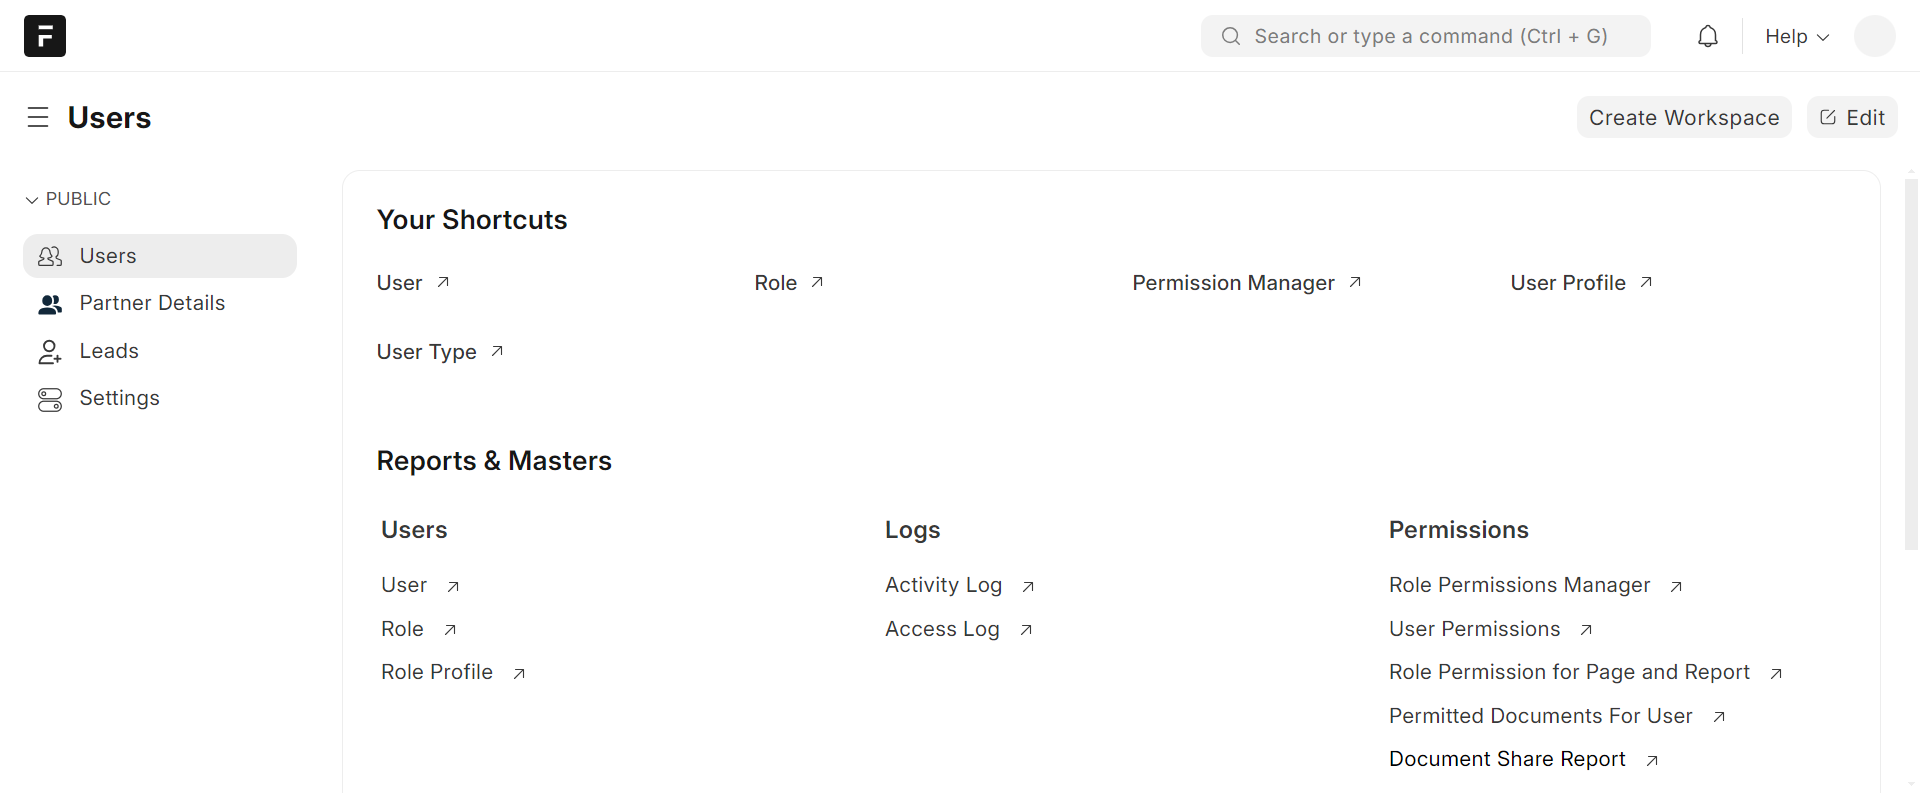 F
Search or type a command (Ctrl + G)
Help
Users
Create Workspace
Edit
PUBLIC
Users
Partner Details
Leads
Settings
Your Shortcuts
User
Role
Permission Manager
User Profile
User Type
Reports & Masters
Users
User
Role
Role Profile
Logs
Activity Log
Access Log
Permissions
Role Permissions Manager
User Permissions
Role Permission for Page and Report
Permitted Documents For User
Document Share Report